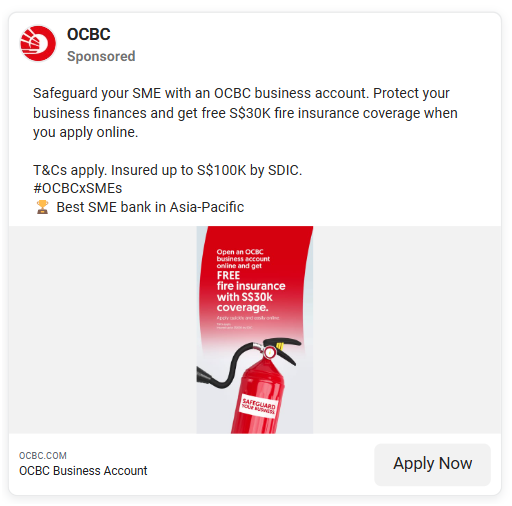 OCBC
Sponsored
Safeguard your SME with an OCBC business account. Protect your
business finances and get free S$30K fire insurance coverage when
you apply online.
T&Cs apply. Insured up to S$100K by SDIC.
#OCBCxSMEs
🏆 Best SME bank in Asia-Pacific
Open an OCBC
business account
online and get
FREE
fire insurance
with S$30k
coverage.
Apply quickly and easily online.
SAFEGUARD
YOUR BUSINESS
OCBC.COM
OCBC Business Account
Apply Now